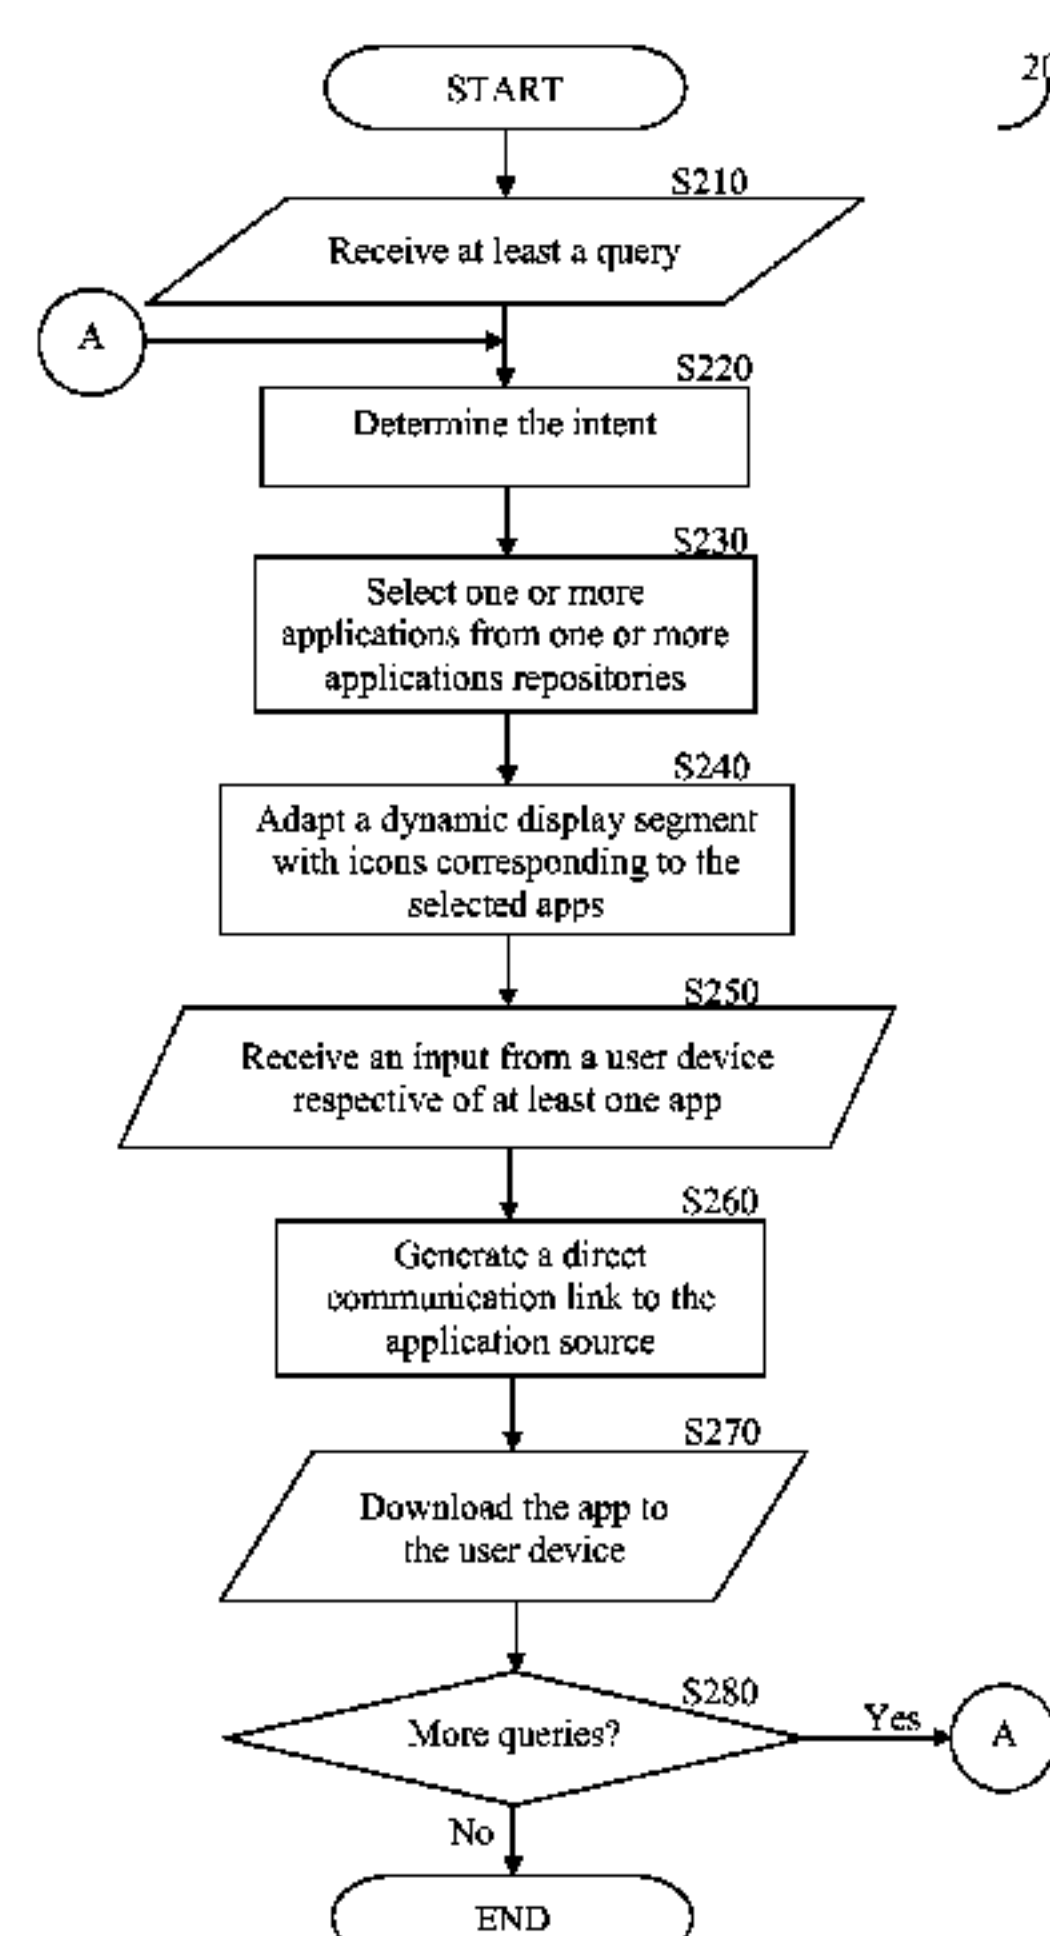 START
S210
Receive at least a query
A
S220
Determine the intent
S230
Select one or more
applications from one or more
applications repositories
S240
Adapt a dynamic display segment
with icons corresponding to the
selected apps
S250
Receive an input from a user device
respective of at least one app
S260
Generate a direct
communication link to the
application source
S270
Download the app to
the user device
S280
More queries?
Yes
A
No
END